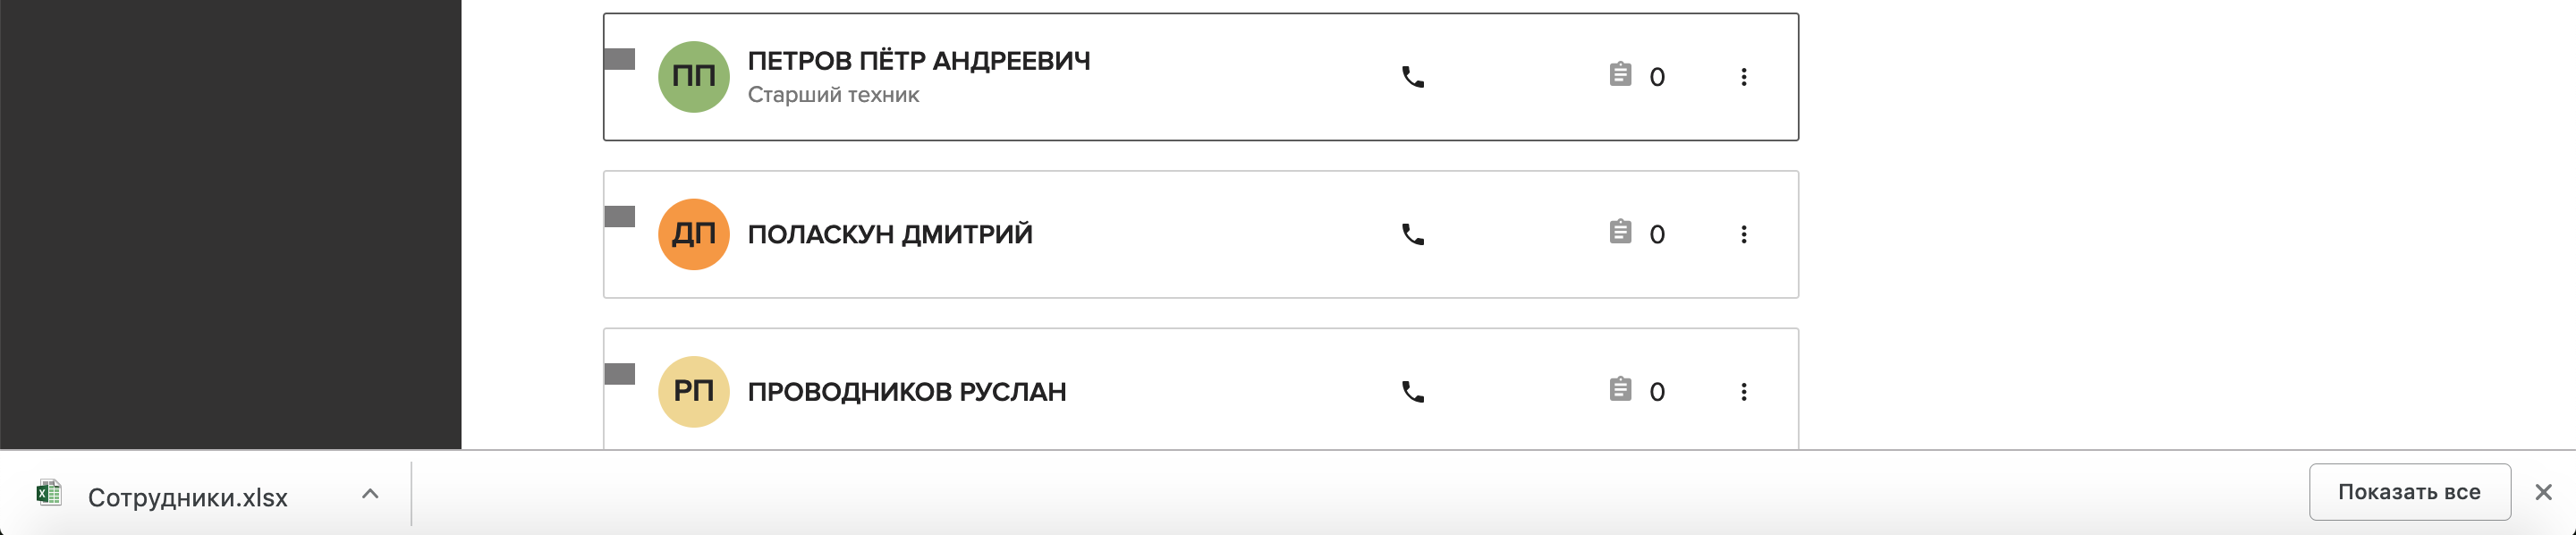 ПП
ПЕТРОВ ПЁТР АНДРЕЕВИЧ
Старший техник
0
ДП
ПОЛАСКУН ДМИТРИЙ
0
РП
ПРОВОДНИКОВ РУСЛАН
0
Сотрудники.xlsx
Показать все